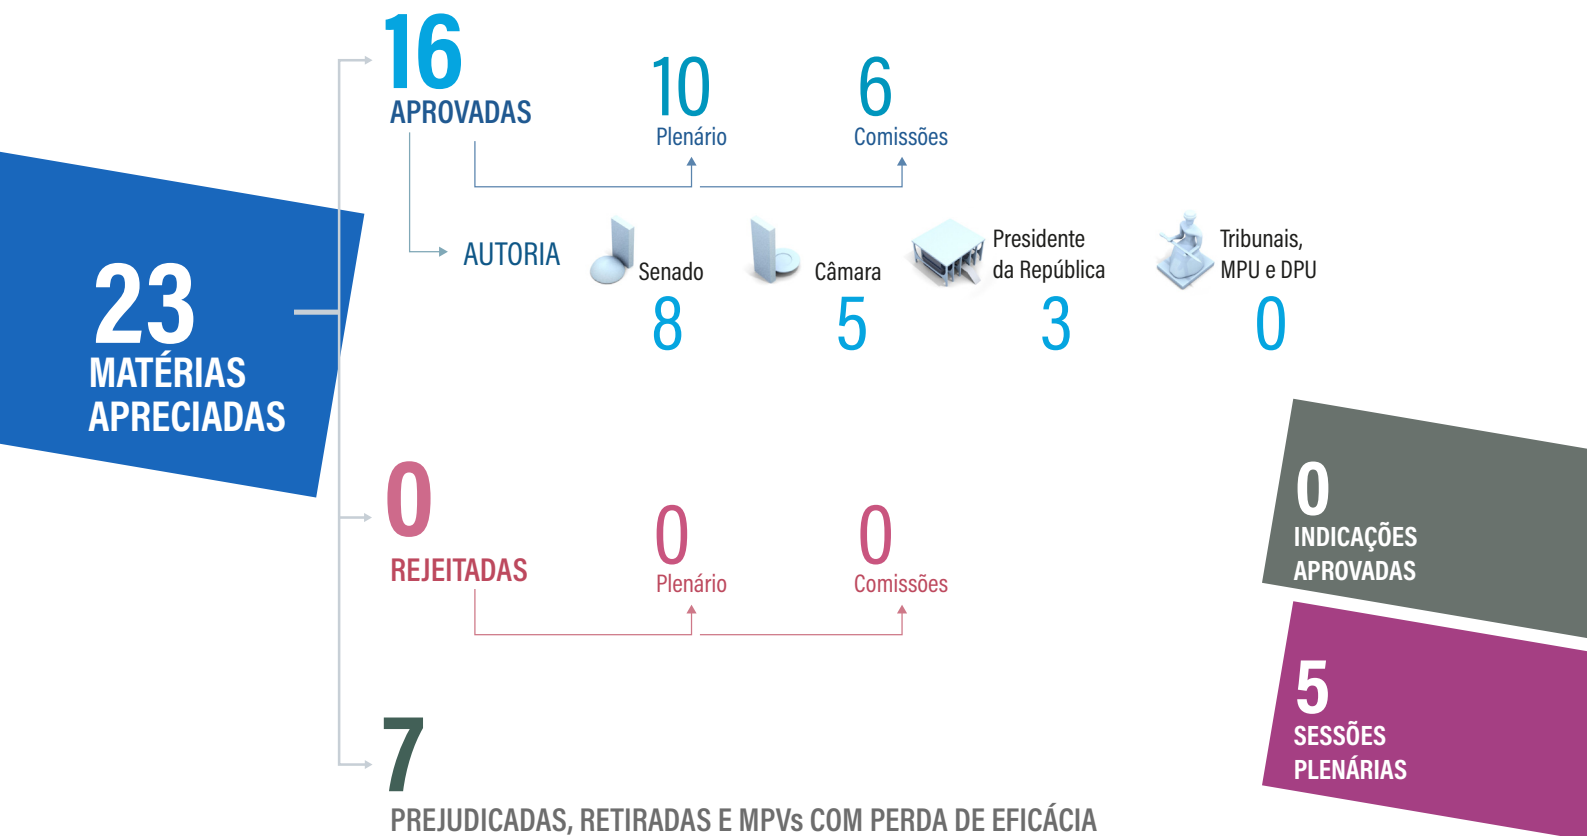 23
MATÉRIAS
APRECIADAS
16
APROVADAS
10
Plenário
6
Comissões
AUTORIA
Senado
8
Câmara
5
Presidente
da República
3
Tribunais,
MPU e DPU
0
0
REJEITADAS
0
Plenário
0
Comissões
7
PREJUDICADAS, RETIRADAS E MPVs COM PERDA DE EFICÁCIA
0
INDICAÇÕES
APROVADAS
5
SESSÕES
PLENÁRIAS